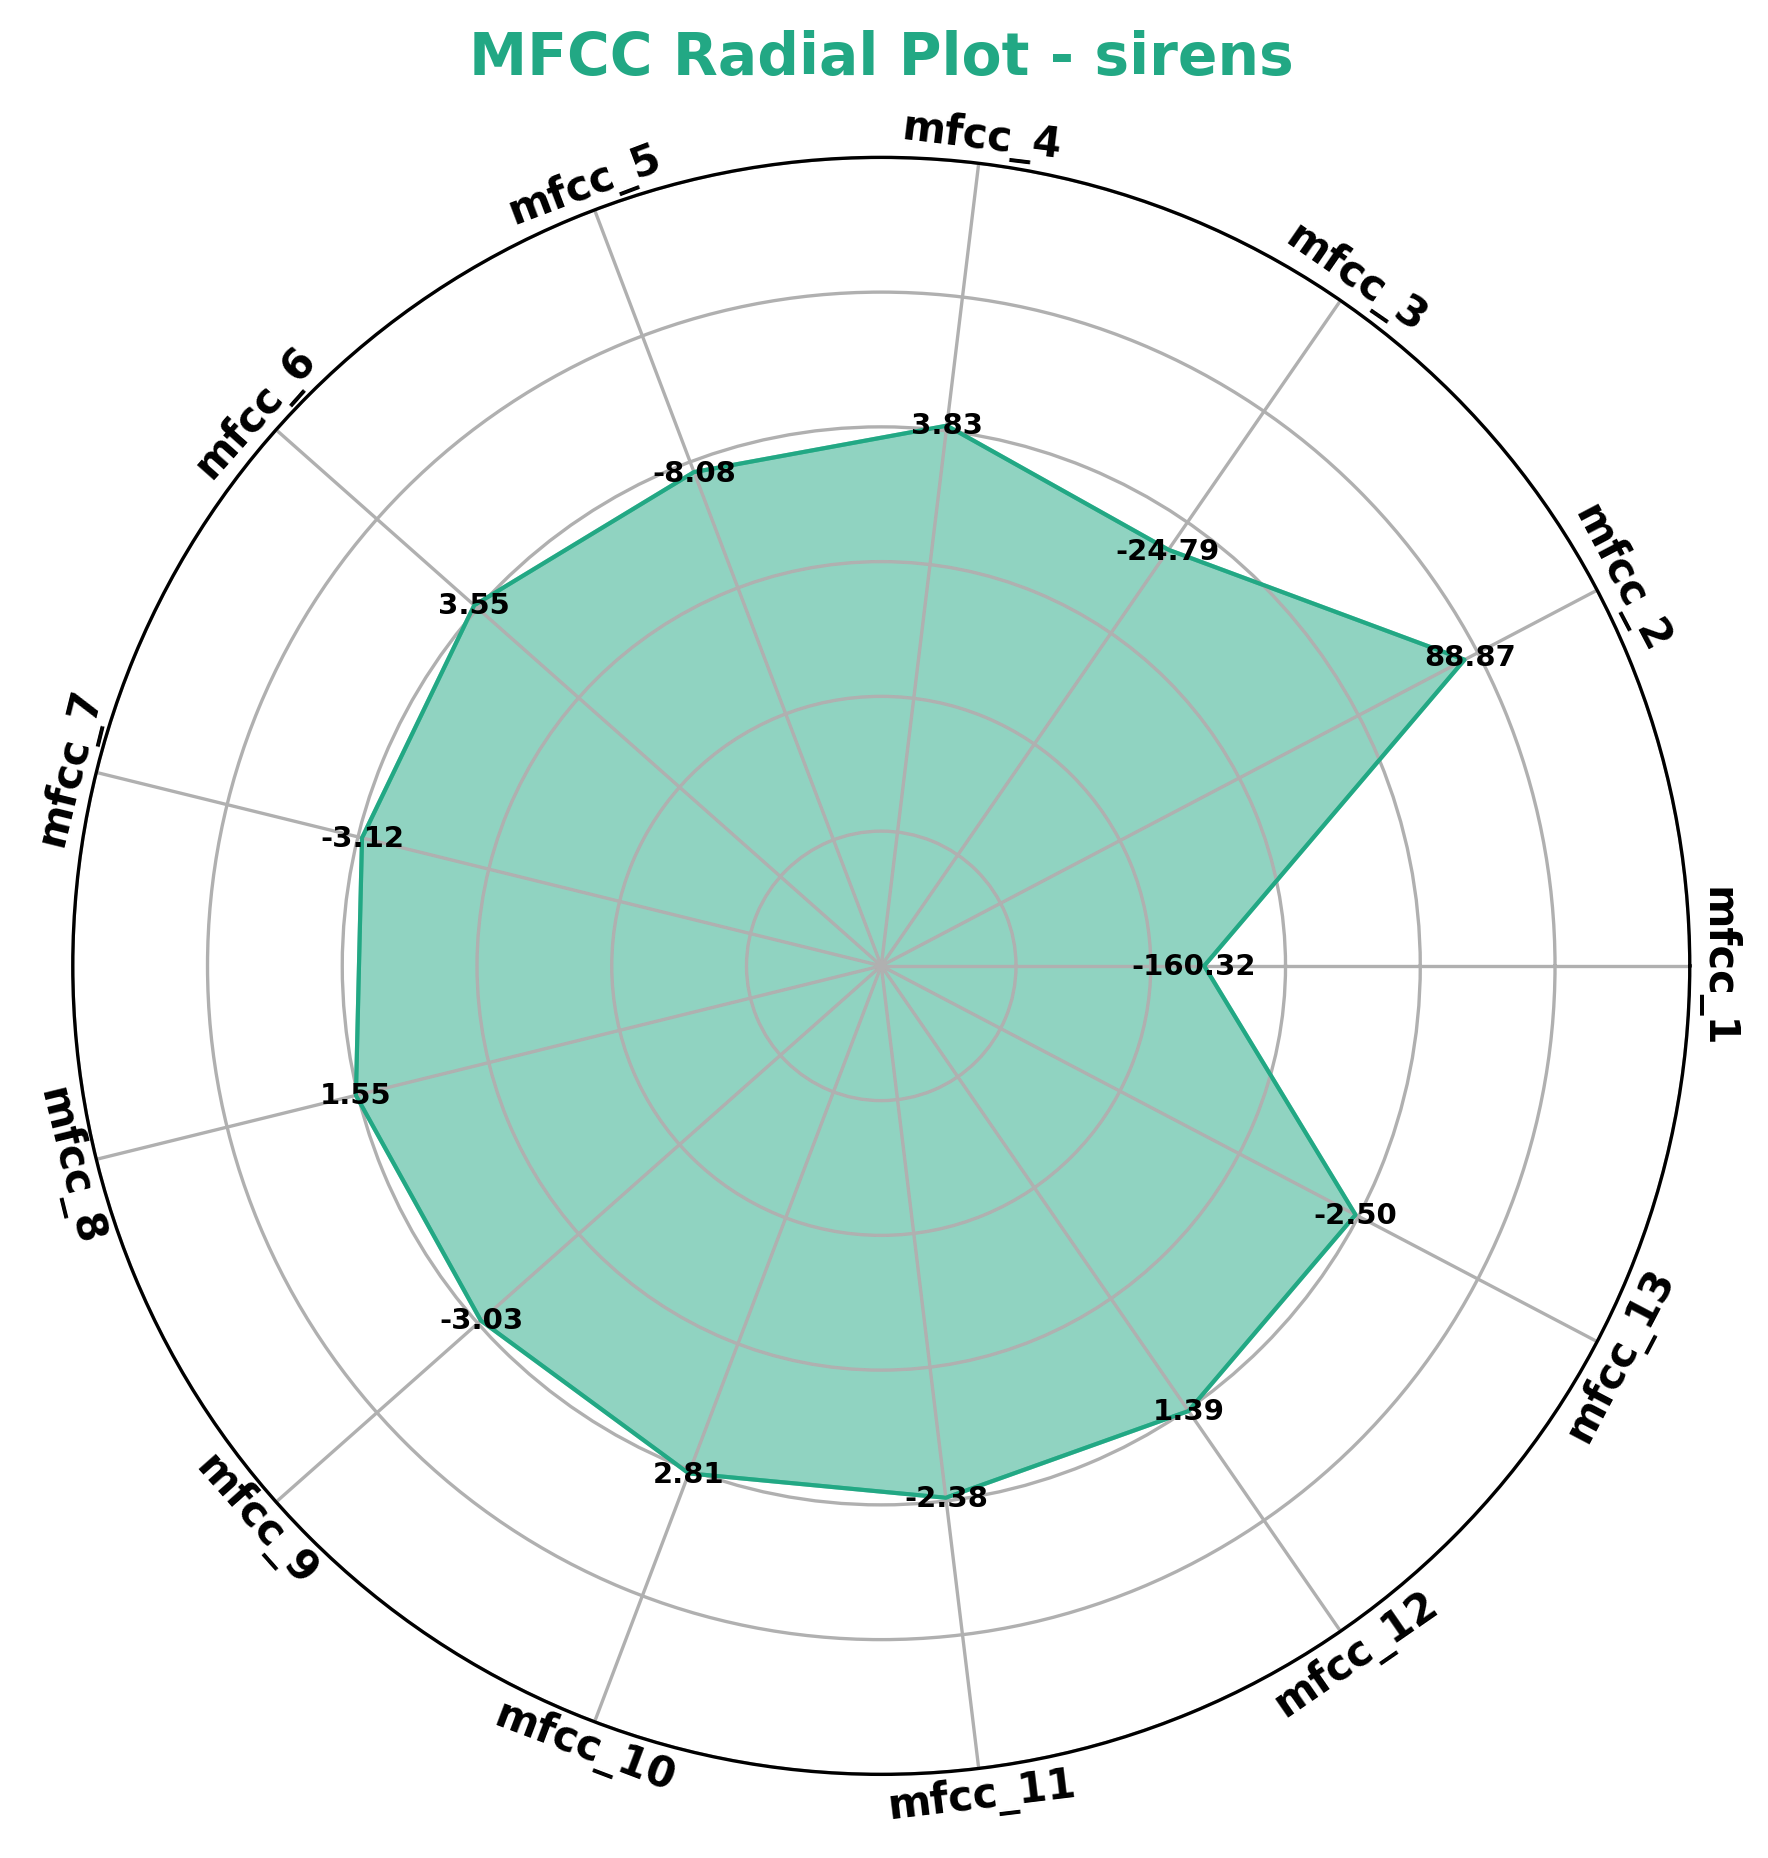 MFCC Radial Plot - sirens
mfcc_4
mfcc_5
mfcc_3
mfcc_6
3.83
-8.08
mfcc_2
-24.79
3.55
88.87
mfcc_7
-3.12
mfcc_1
-160.32
1.55
mfcc_8
-2.50
-3.03
mfcc_13
1.39
2.81
-2.38
mfcc_9
mfcc_12
mfcc_10
mfcc_11